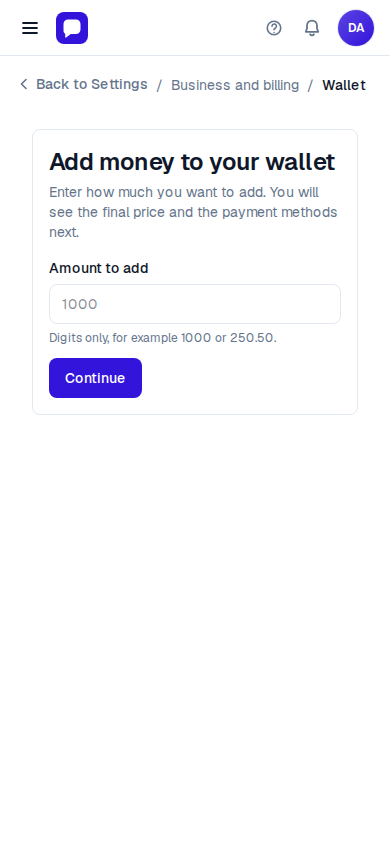 DA
Back to Settings / Business and billing / Wallet
Add money to your wallet
Enter how much you want to add. You will
see the final price and the payment methods
next.
Amount to add
1000
Digits only, for example 1000 or 250.50.
Continue